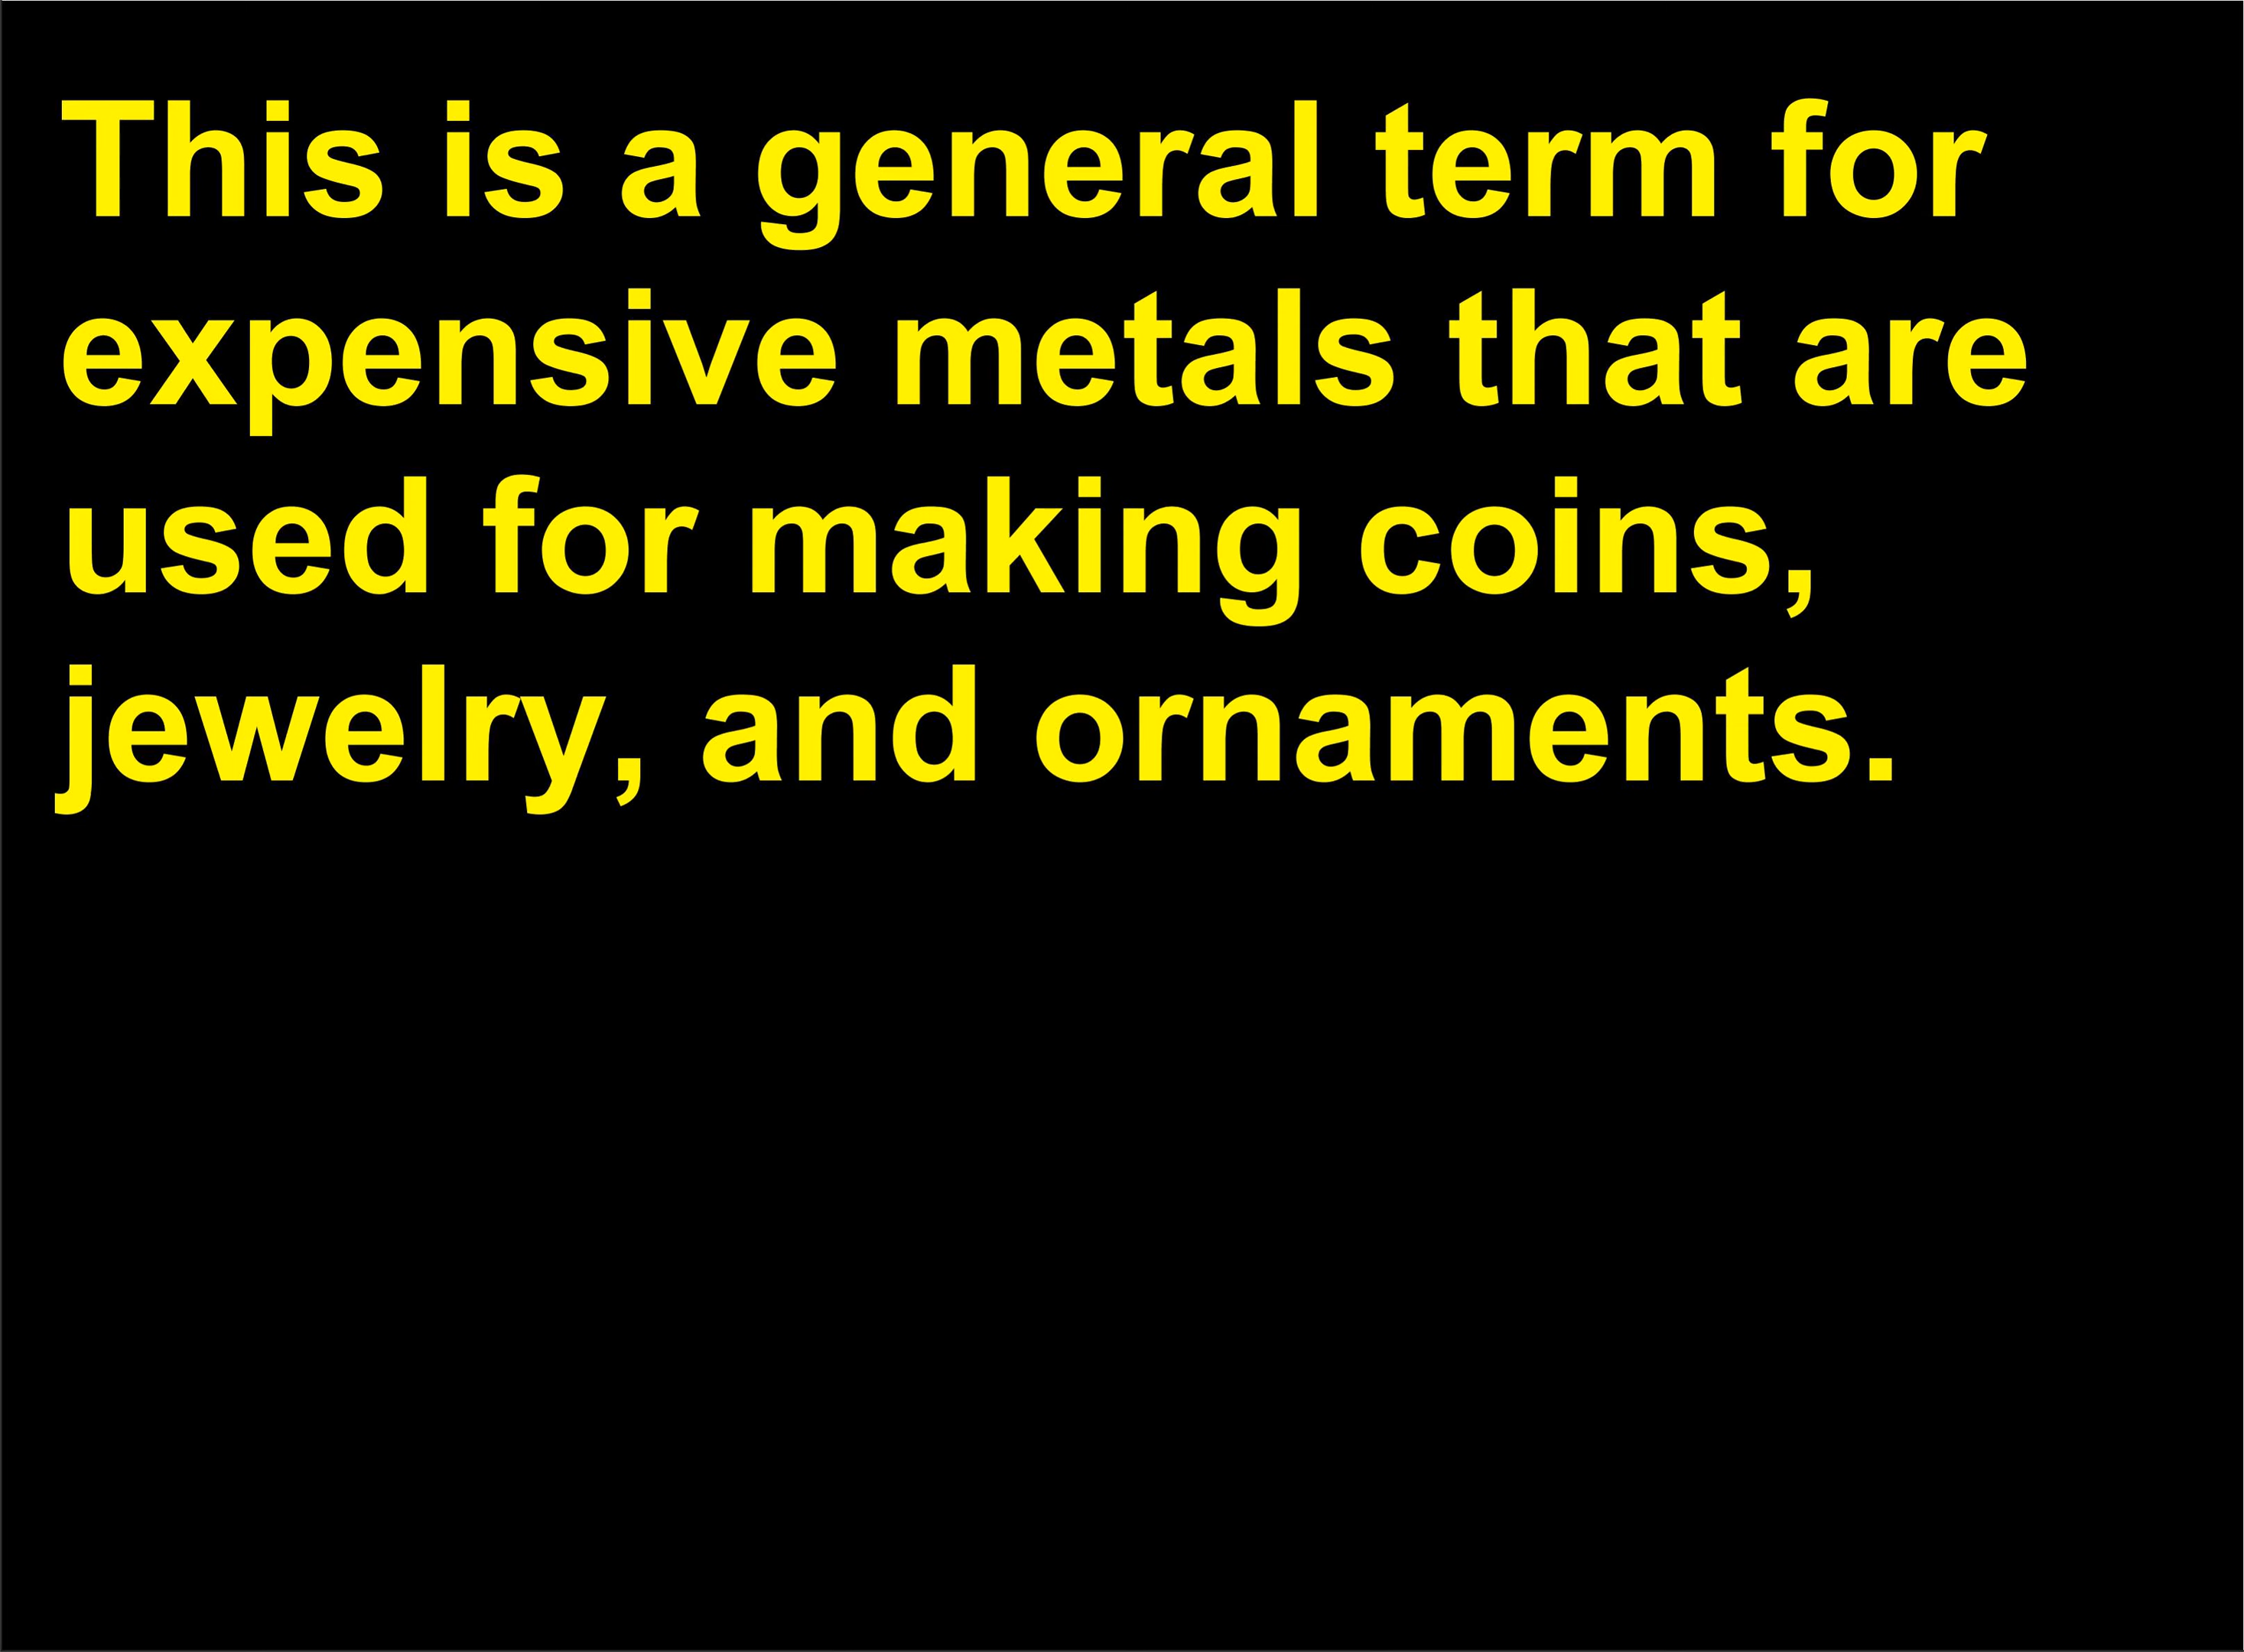 This is a general term for
expensive metals that are
used for making coins,
jewelry, and ornaments.